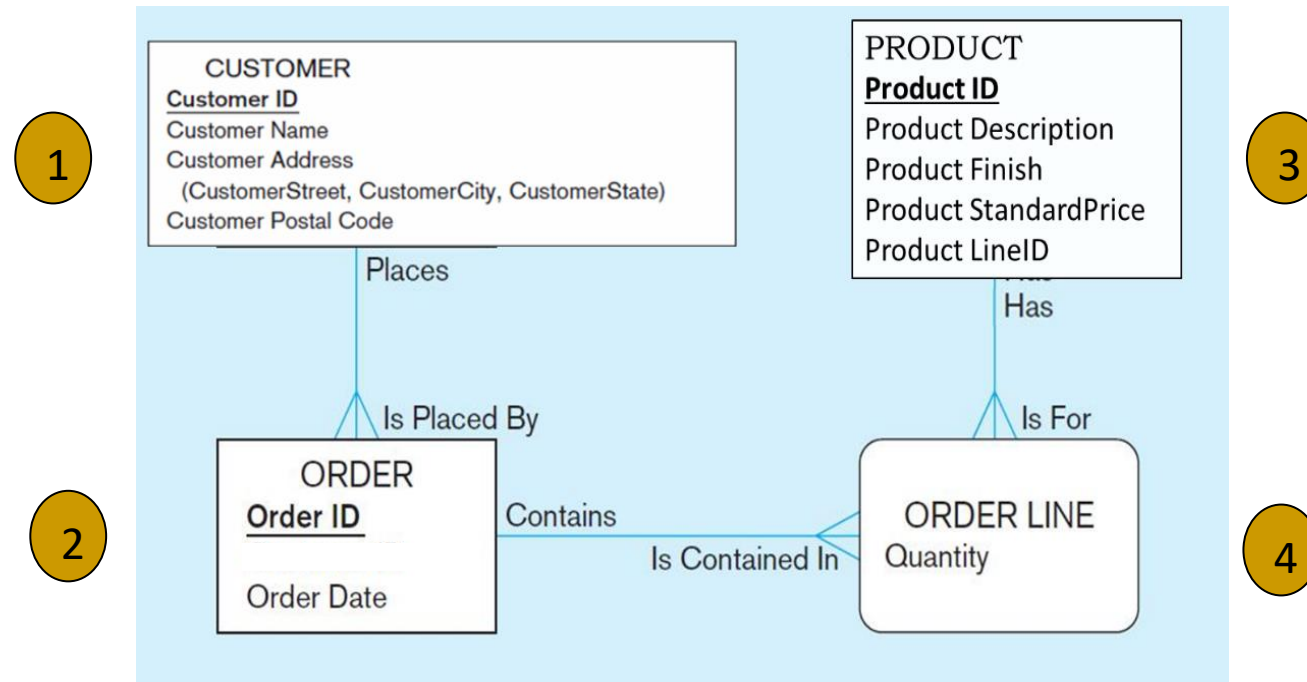 1
CUSTOMER
Customer ID
Customer Name
Customer Address
(CustomerStreet, CustomerCity, CustomerState)
Customer Postal Code
PRODUCT
Product ID
Product Description
Product Finish
Product StandardPrice
Product LineID
3
Places
Has
Is Placed By
Is For
2
ORDER
Order ID
Order Date
Contains
Is Contained In
ORDER LINE
Quantity
4